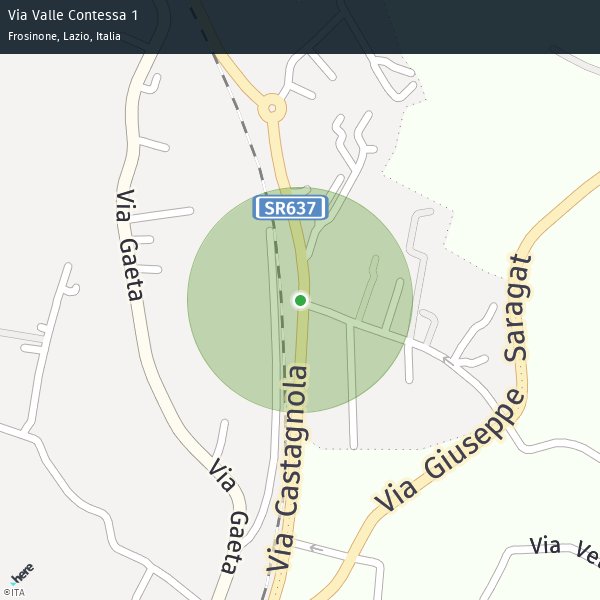 Via Valle Contessa 1
Frosinone, Lazio, Italia
SR637
Via Gaeta
Via Giuseppe Saragat
Via Castagnola
Via Gaeta
Via
here
©ITA